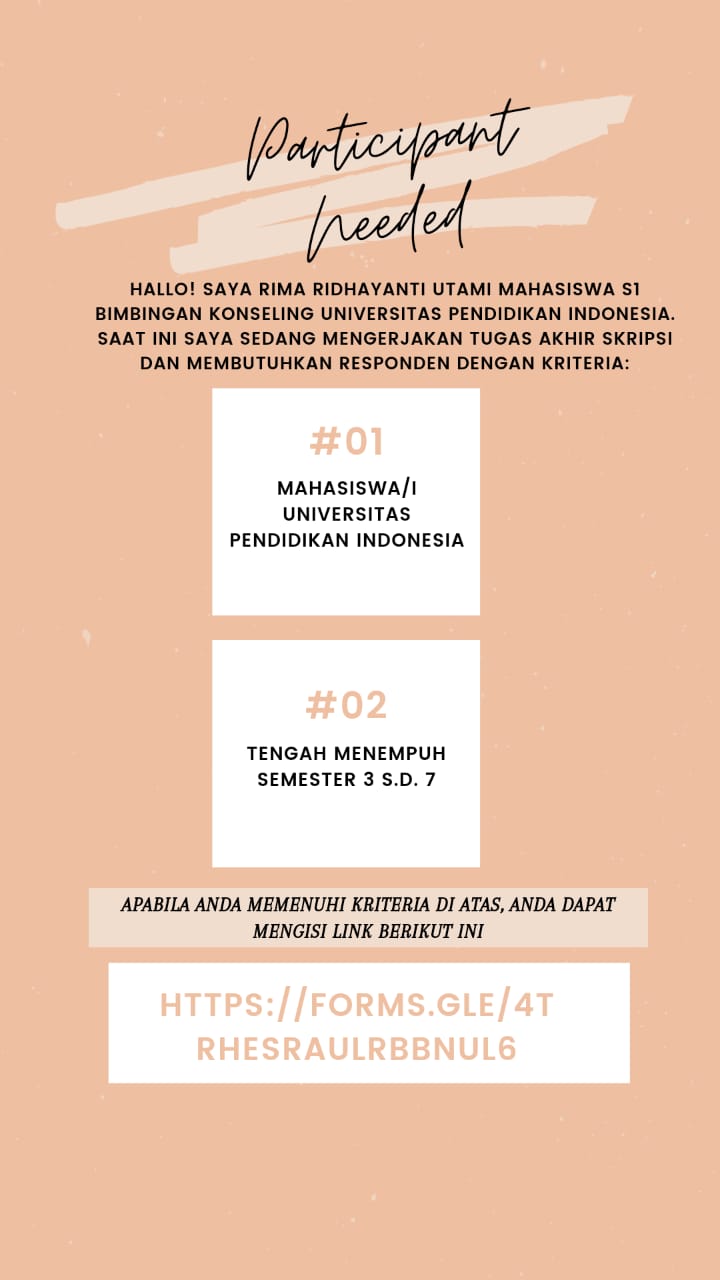 Participant
Needed
HALLO! SAYA RIMA RIDHAYANTI UTAMI MAHASISWA S1
BIMBINGAN KONSELING UNIVERSITAS PENDIDIKAN INDONESIA.
SAAT INI SAYA SEDANG MENGERJAKAN TUGAS AKHIR SKRIPSI
DAN MEMBUTUHKAN RESPONDEN DENGAN KRITERIA:
#01
MAHASISWA/I
UNIVERSITAS
PENDIDIKAN INDONESIA
#02
TENGAH MENEMPUH
SEMESTER 3 S.D. 7
APABILA ANDA MEMENUHI KRITERIA DI ATAS, ANDA DAPAT
MENGISI LINK BERIKUT INI
HTTPS://FORMS.GLE/4T
RHESRAULRBBNUL6